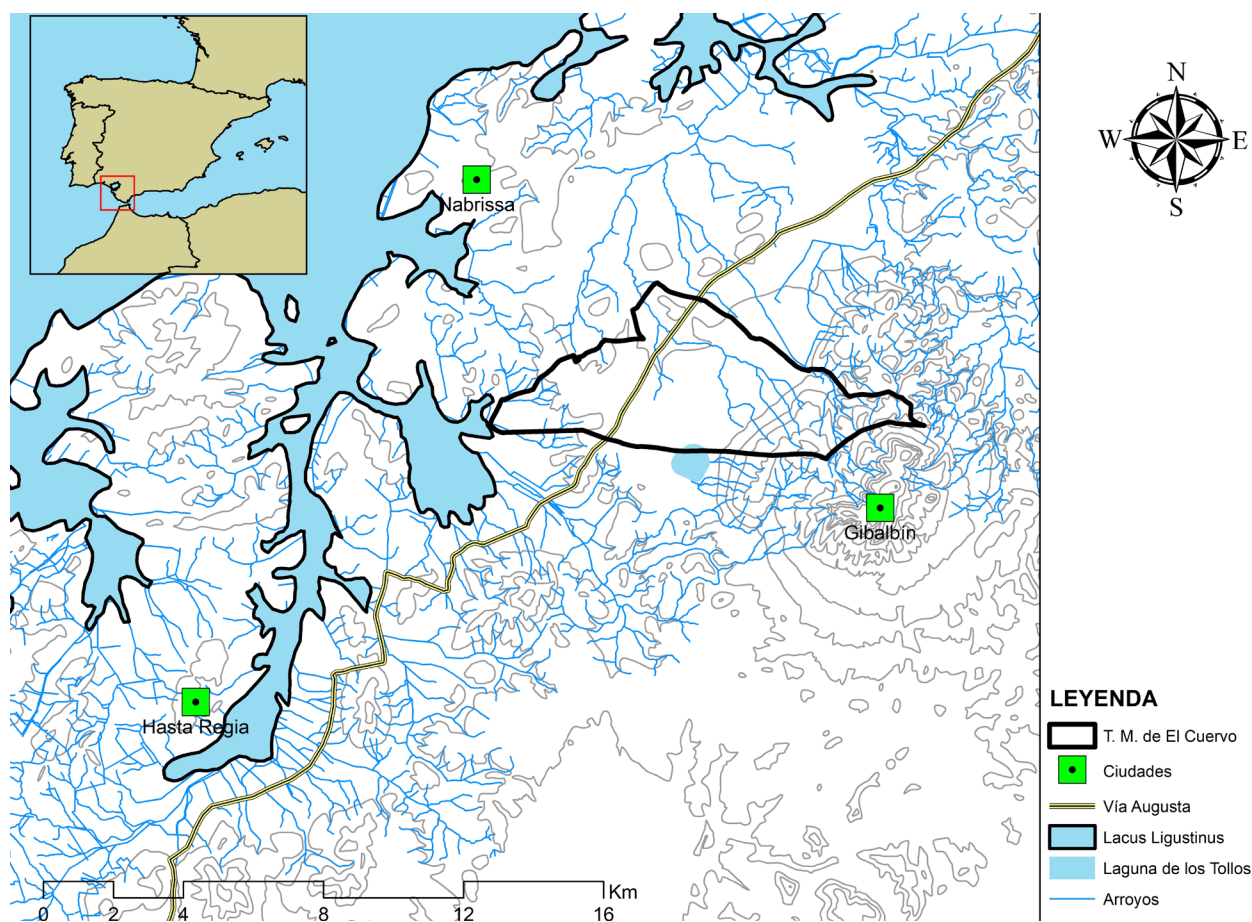 N
W
E
S
Nabrissa
Gibalbín
Hasta Regia
Km
0
2
4
8
12
16
LEYENDA
T. M. de El Cuervo
Ciudades
Vía Augusta
Lacus Ligustinus
Laguna de los Tollos
Arroyos